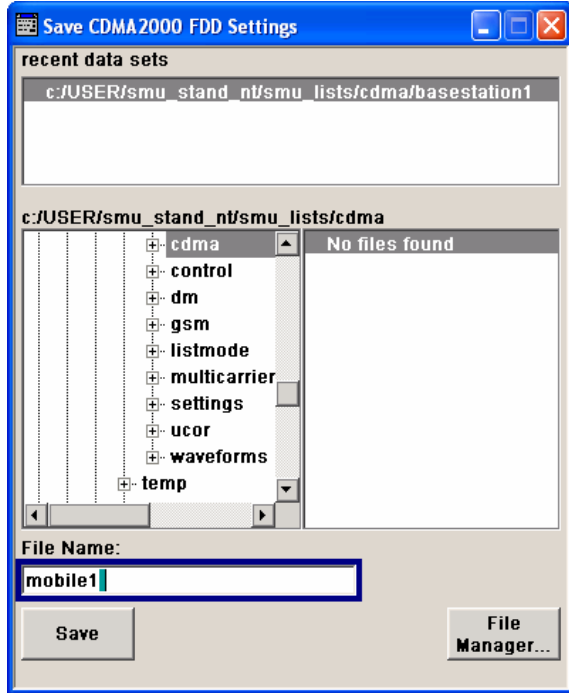 Save CDMA2000 FDD Settings
recent data sets
c:/USER/smu_stand_nt/smu_lists/cdma/basestation1
c:/USER/smu_stand_nt/smu_lists/cdma
cdma
No files found
control
dm
gsm
listmode
multicarrier
settings
ucor
waveforms
temp
File Name:
mobile1
Save
File
Manager...